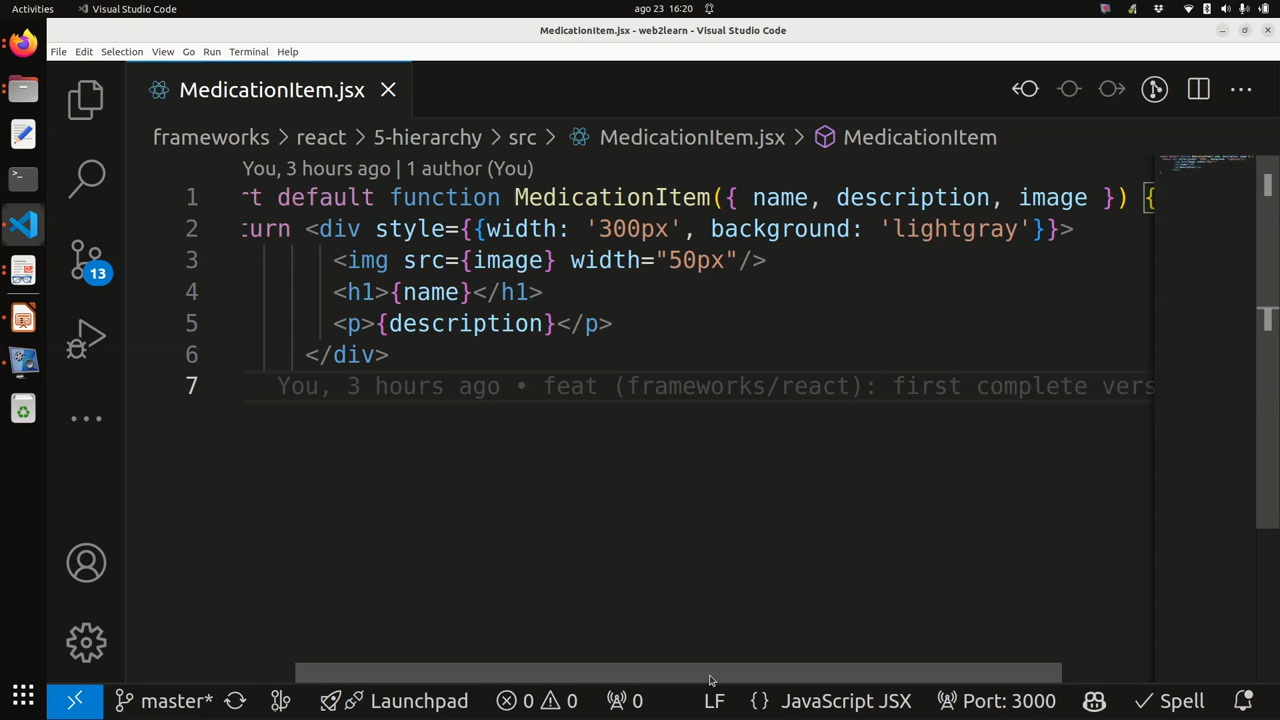 Activities
Visual Studio Code
ago 23 16:20
MedicationItem.jsx - web2learn - Visual Studio Code
File Edit Selection View Go Run Terminal Help
MedicationItem.jsx
frameworks > react > 5-hierarchy > src > MedicationItem.jsx > MedicationItem
You, 3 hours ago | 1 author (You)
1 rt default function MedicationItem({ name, description, image }) {
2 turn <div style={{width: '300px', background: 'lightgray'}}>
3 <img src={image} width="50px"/>
4 <h1>{name}</h1>
5 <p>{description}</p>
6 </div>
7 You, 3 hours ago • feat (frameworks/react): first complete vers
13
master* Launchpad 0 0 0 LF {} JavaScript JSX Port: 3000 Spell